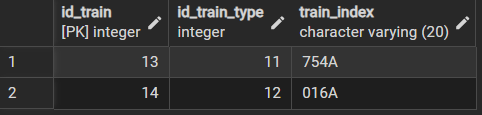 id_train id_train_type train_index
[PK] integer integer character varying (20)
1 13 11 754A
2 14 12 016A